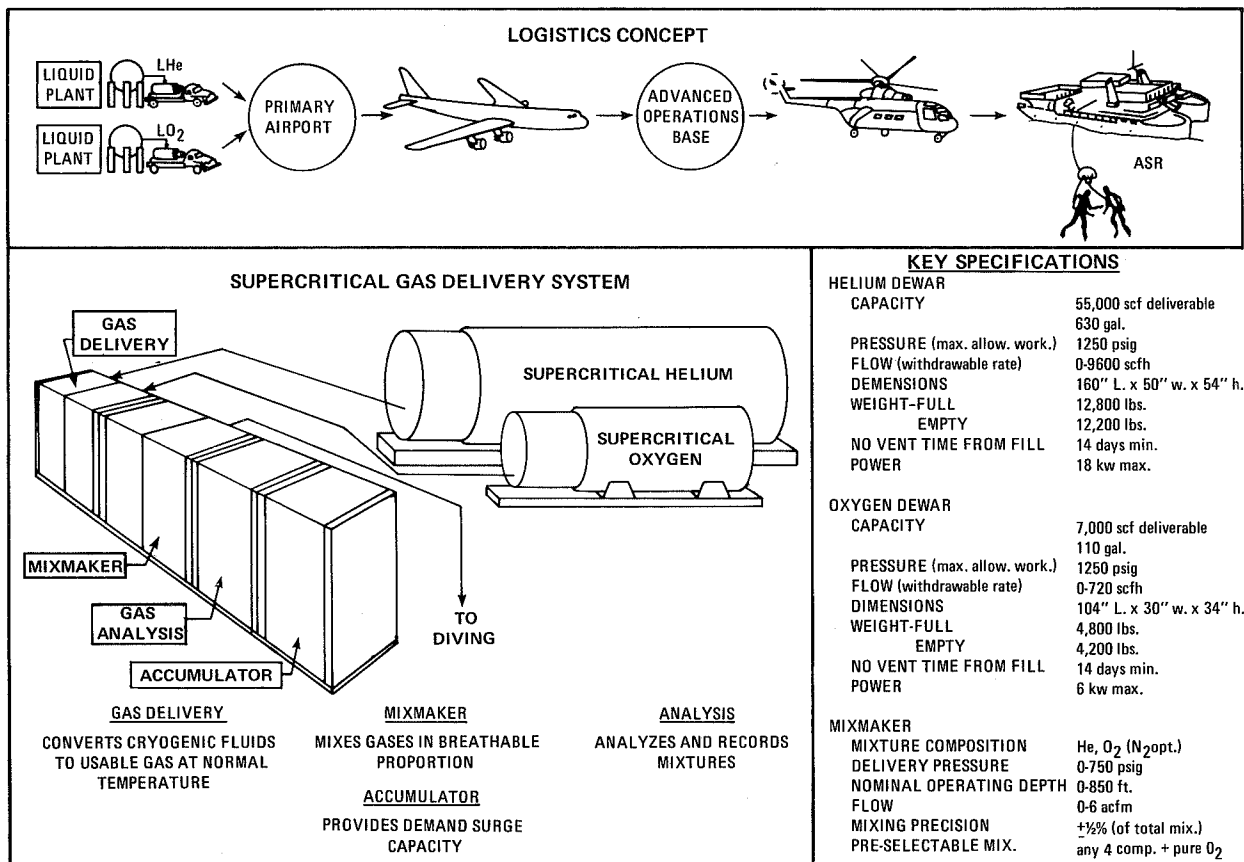 LOGISTICS CONCEPT
LIQUID
PLANT
LHe
LIQUID
PLANT
LO2
PRIMARY
AIRPORT
ADVANCED
OPERATIONS
BASE
ASR
SUPERCRITICAL GAS DELIVERY SYSTEM
GAS
DELIVERY
SUPERCRITICAL HELIUM
SUPERCRITICAL
OXYGEN
MIXMAKER
GAS
ANALYSIS
ACCUMULATOR
TO
DIVING
GAS DELIVERY
CONVERTS CRYOGENIC FLUIDS
TO USABLE GAS AT NORMAL
TEMPERATURE
MIXMAKER
MIXES GASES IN BREATHABLE
PROPORTION
ANALYSIS
ANALYZES AND RECORDS
MIXTURES
ACCUMULATOR
PROVIDES DEMAND SURGE
CAPACITY
KEY SPECIFICATIONS
HELIUM DEWAR
CAPACITY 55,000 scf deliverable
630 gal.
PRESSURE (max. allow. work.) 1250 psig
FLOW (withdrawable rate) 0-9600 scfh
DEMENSIONS 160" L. x 50" w. x 54" h.
WEIGHT-FULL 12,800 lbs.
EMPTY 12,200 lbs.
NO VENT TIME FROM FILL 14 days min.
POWER 18 kw max.
OXYGEN DEWAR
CAPACITY 7,000 scf deliverable
110 gal.
PRESSURE (max. allow. work.) 1250 psig
FLOW (withdrawable rate) 0-720 scfh
DIMENSIONS 104" L. x 30" w. x 34" h.
WEIGHT-FULL 4,800 lbs.
EMPTY 4,200 lbs.
NO VENT TIME FROM FILL 14 days min.
POWER 6 kw max.
MIXMAKER
MIXTURE COMPOSITION He, O2 (N2opt.)
DELIVERY PRESSURE 0-750 psig
NOMINAL OPERATING DEPTH 0-850 ft.
FLOW 0-6 acfm
MIXING PRECISION ±½% (of total mix.)
PRE-SELECTABLE MIX. any 4 comp. + pure O2